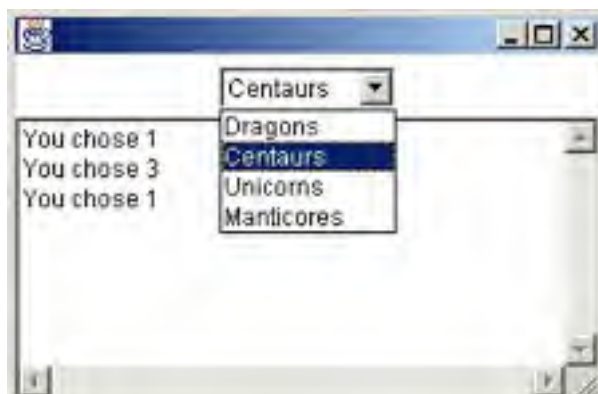 Centaurs
Dragons
Centaurs
Unicorns
Manticores
You chose 1
You chose 3
You chose 1